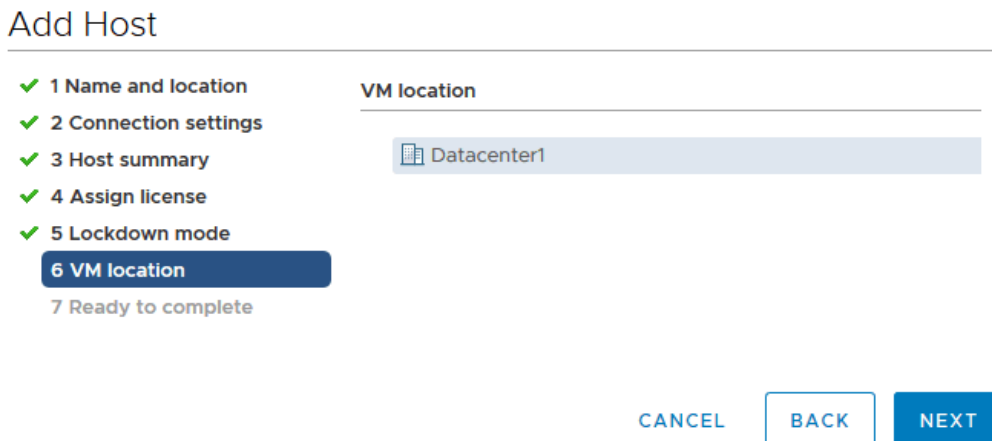 Add Host
1 Name and location
2 Connection settings
3 Host summary
4 Assign license
5 Lockdown mode
6 VM location
7 Ready to complete
VM location
Datacenter1
CANCEL
BACK
NEXT